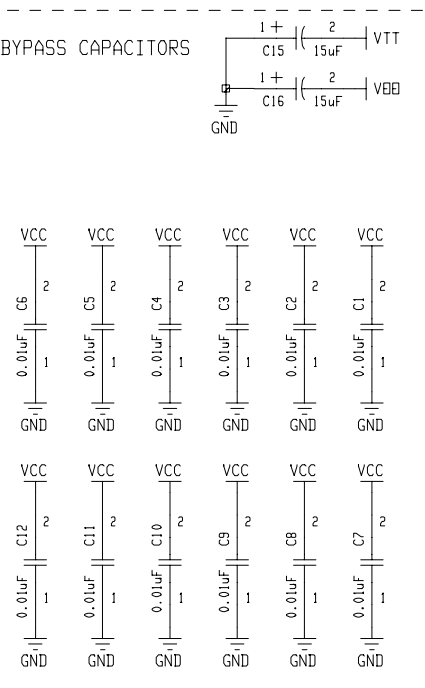 BYPASS CAPACITORS
1 + 2 VTT
C15 15uF
1 + 2
C16 15uF
GND
VCC VCC VCC VCC VCC VCC
2 2 2 2 2 2
C6 C5 C4 C3 C2 C1
0.01uF 0.01uF 0.01uF 0.01uF 0.01uF 0.01uF
1 1 1 1 1 1
GND GND GND GND GND GND
VCC VCC VCC VCC VCC VCC
2 2 2 2 2 2
C12 C11 C10 C9 C8 C7
0.01uF 0.01uF 0.01uF 0.01uF 0.01uF 0.01uF
1 1 1 1 1 1
GND GND GND GND GND GND